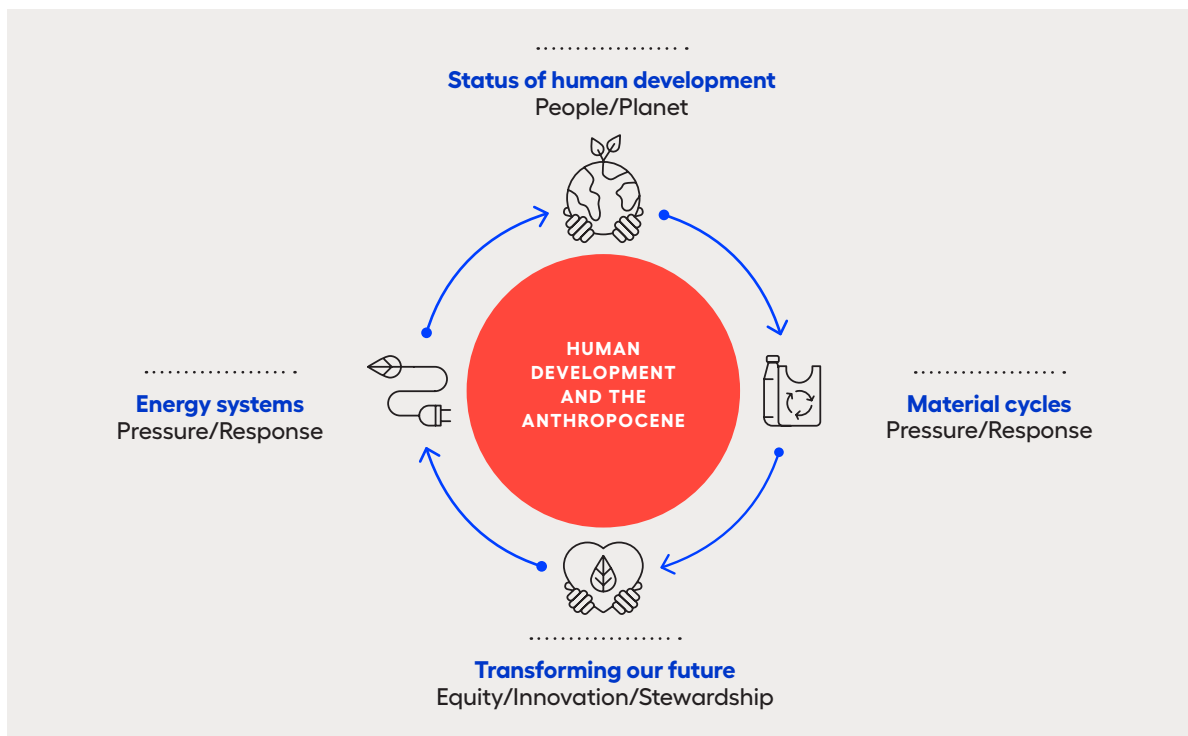 Status of human development
People/Planet
HUMAN
DEVELOPMENT
AND THE
ANTHROPOCENE
Energy systems
Pressure/Response
Material cycles
Pressure/Response
Transforming our future
Equity/Innovation/Stewardship